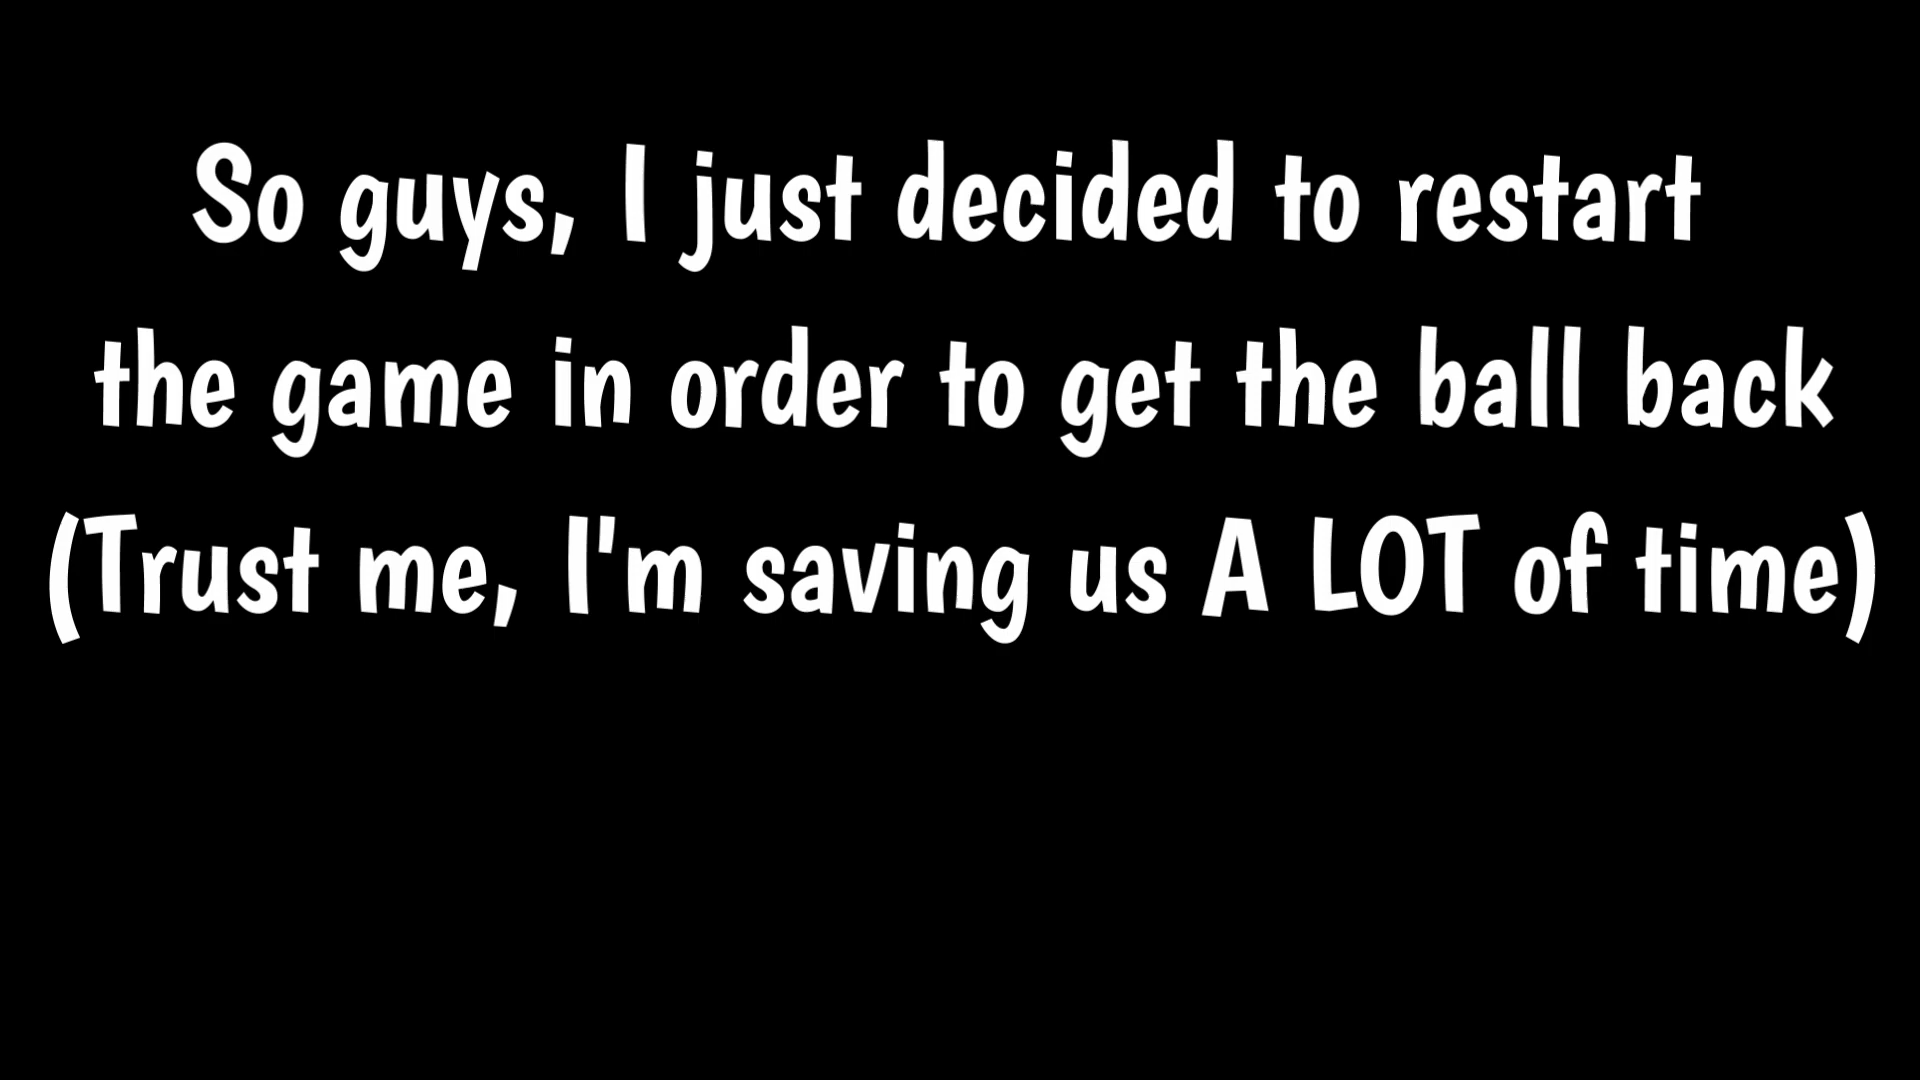 So guys, I just decided to restart
the game in order to get the ball back
(Trust me, I'm saving us A LOT of time)